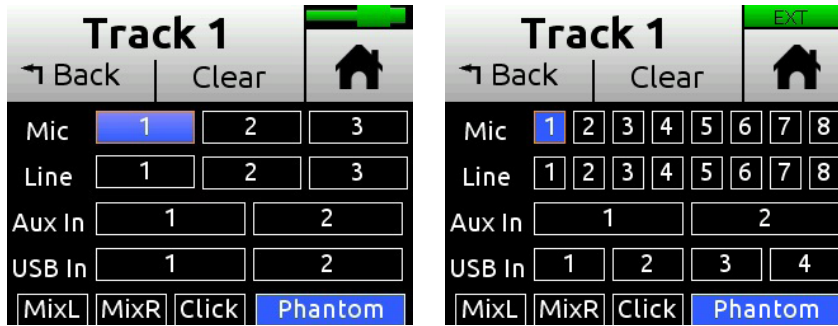 Track 1
Back Clear
Mic 1 2 3
Line 1 2 3
Aux In 1 2
USB In 1 2
MixL MixR Click Phantom
EXT
Track 1
Back Clear
Mic 1 2 3 4 5 6 7 8
Line 1 2 3 4 5 6 7 8
Aux In 1 2
USB In 1 2 3 4
MixL MixR Click Phantom